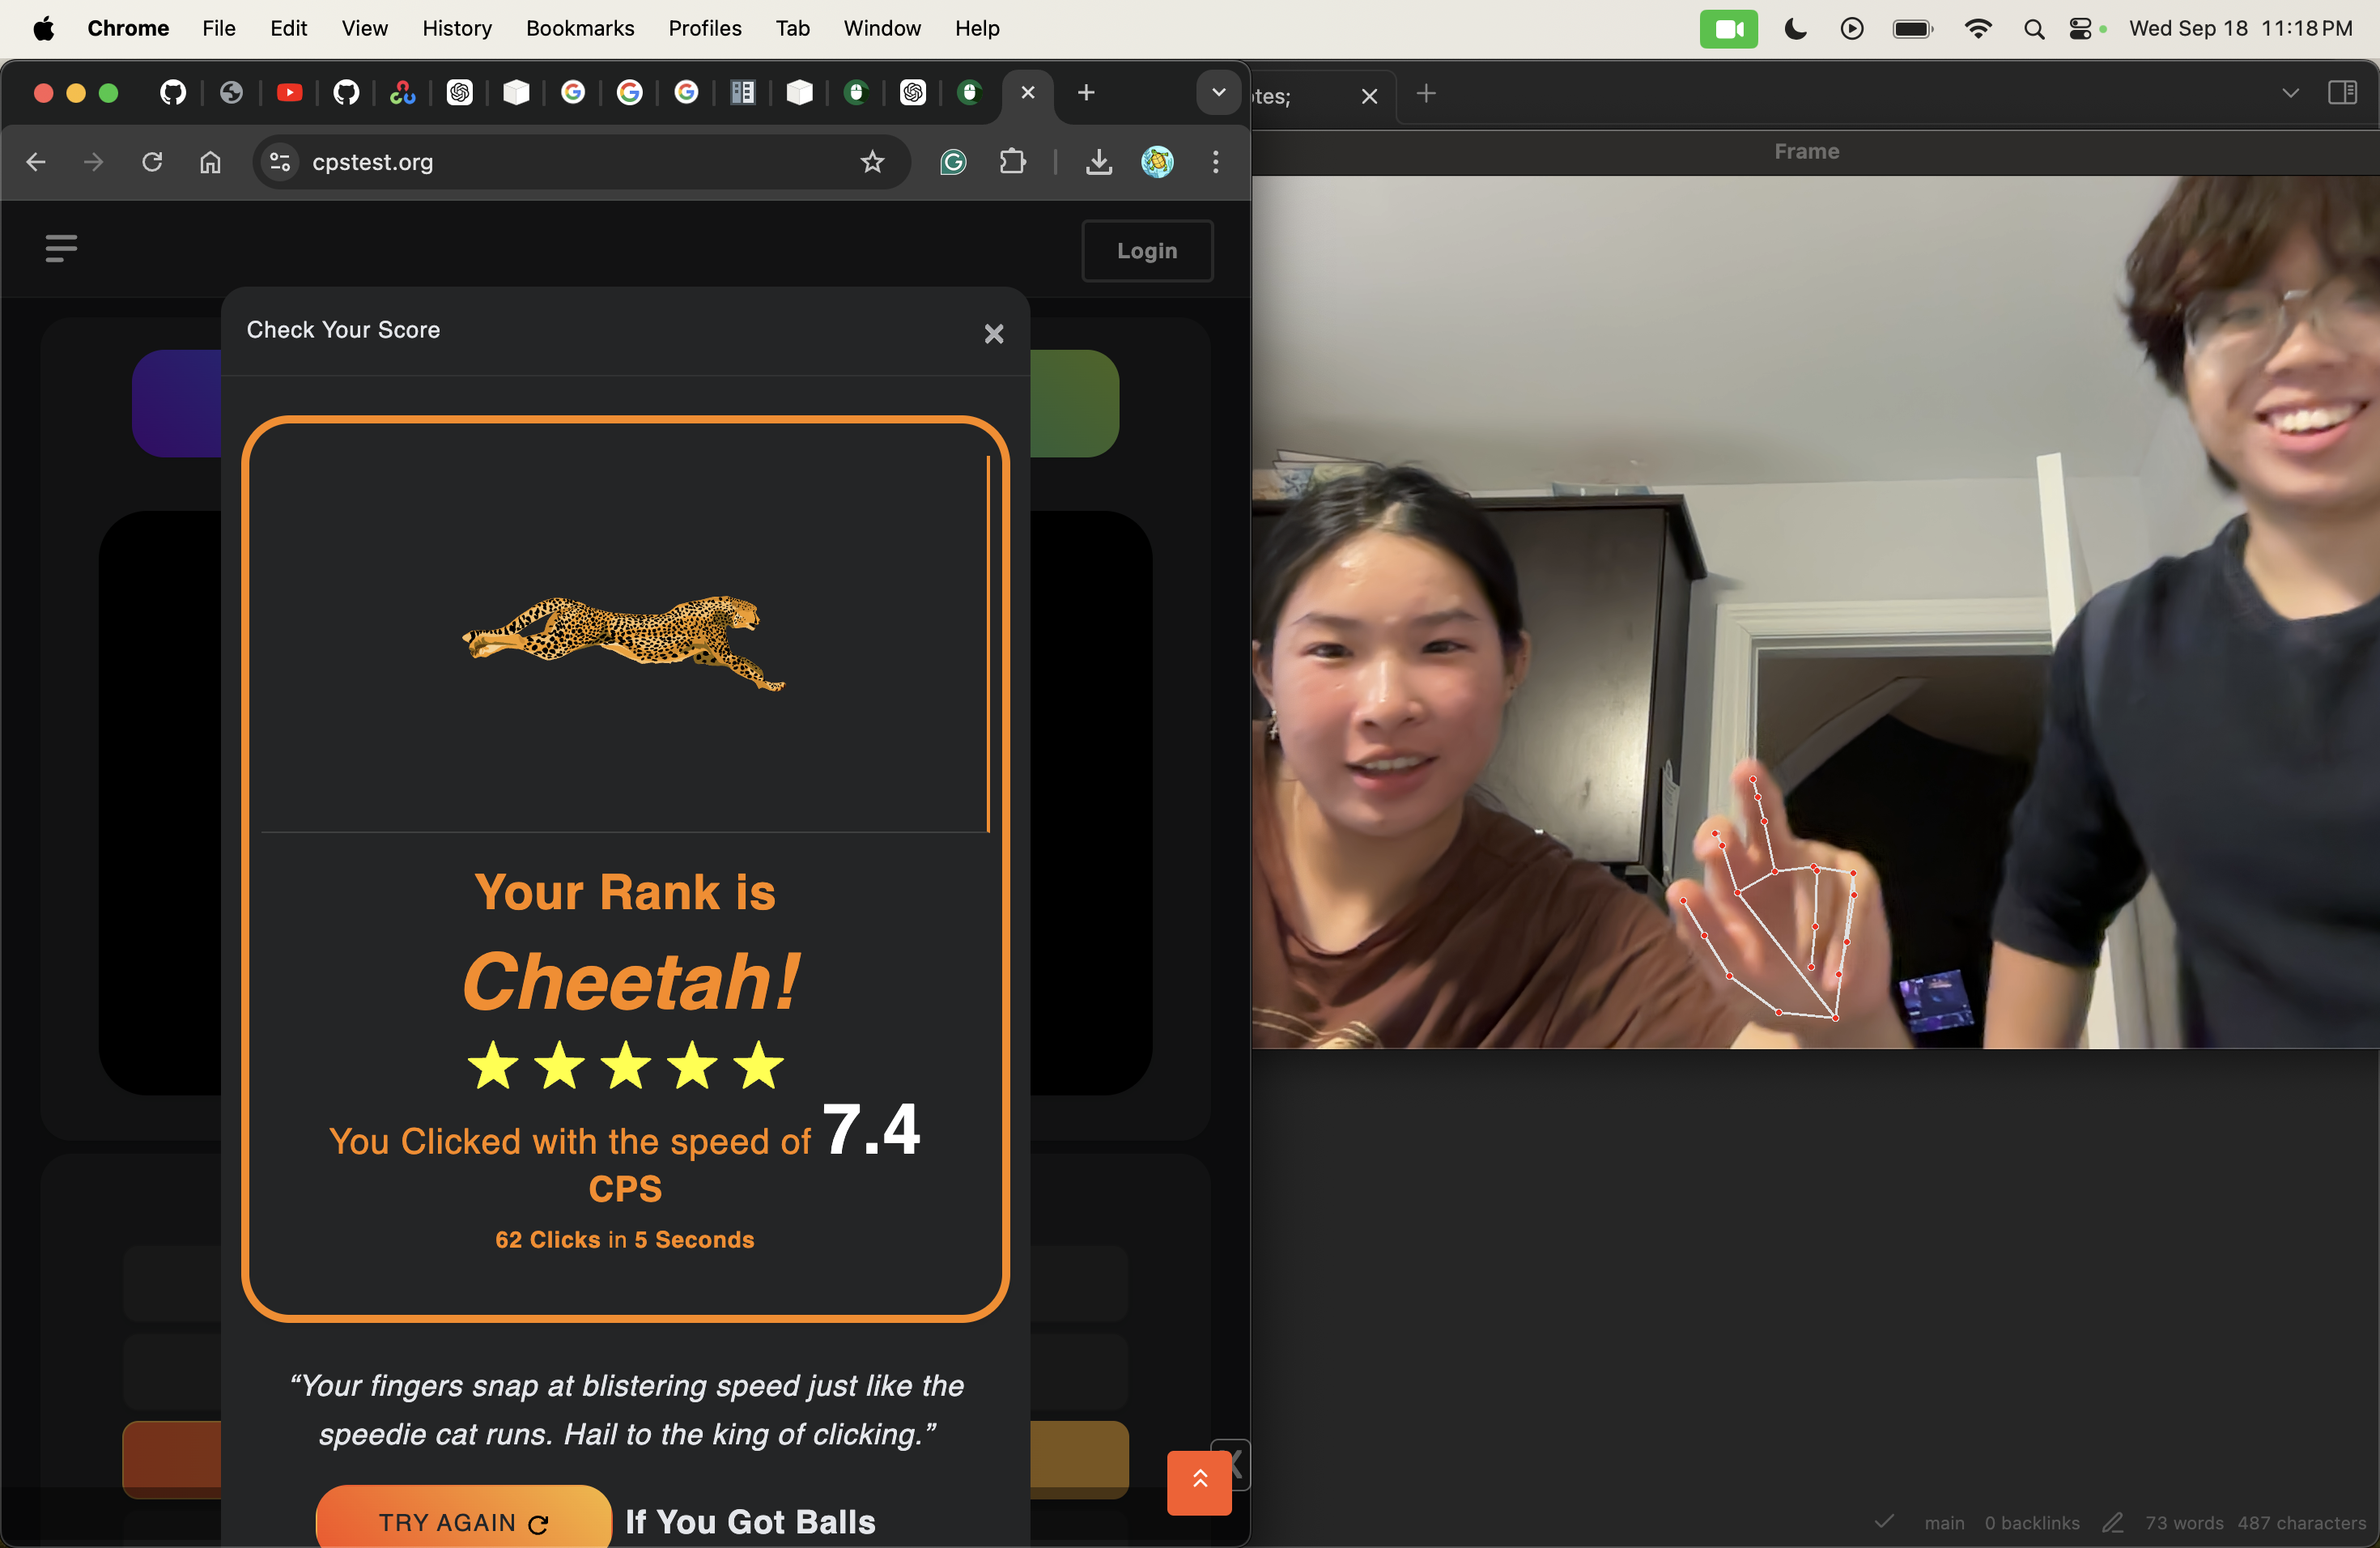 Chrome File Edit View History Bookmarks Profiles Tab Window Help Wed Sep 18 11:18 PM
tes;
cpstest.org
Frame
Login
Check Your Score
Your Rank is
Cheetah!
You Clicked with the speed of 7.4
CPS
62 Clicks in 5 Seconds
“Your fingers snap at blistering speed just like the
speedie cat runs. Hail to the king of clicking.”
TRY AGAIN If You Got Balls
main 0 backlinks 73 words 487 characters